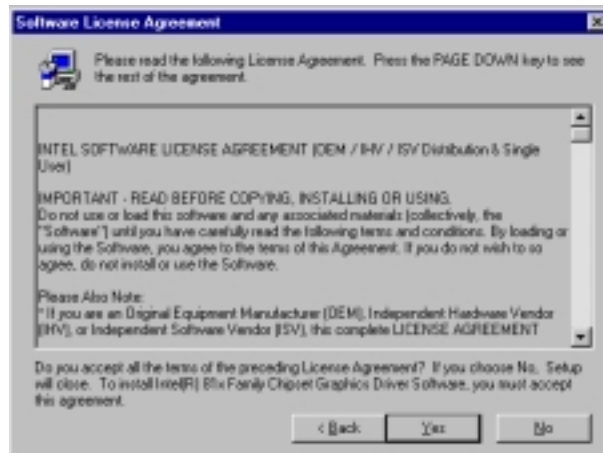 Software License Agreement
Please read the following License Agreement. Press the PAGE DOWN key to see
the rest of the agreement.
INTEL SOFTWARE LICENSE AGREEMENT (OEM / IHV / ISV Distribution & Single
User)
IMPORTANT - READ BEFORE COPYING, INSTALLING OR USING.
Do not use or load this software and any associated materials (collectively, the
"Software") until you have carefully read the following terms and conditions. By loading or
using the Software, you agree to the terms of this Agreement. If you do not wish to so
agree, do not install or use the Software.
Please Also Note:
* If you are an Original Equipment Manufacturer (OEM), Independent Hardware Vendor
(IHV), or Independent Software Vendor (ISV), this complete LICENSE AGREEMENT
Do you accept all the terms of the preceding License Agreement? If you choose No, Setup
will close. To install Intel(R) 81x Family Chipset Graphics Driver Software, you must accept
this agreement.
< Back Yes No